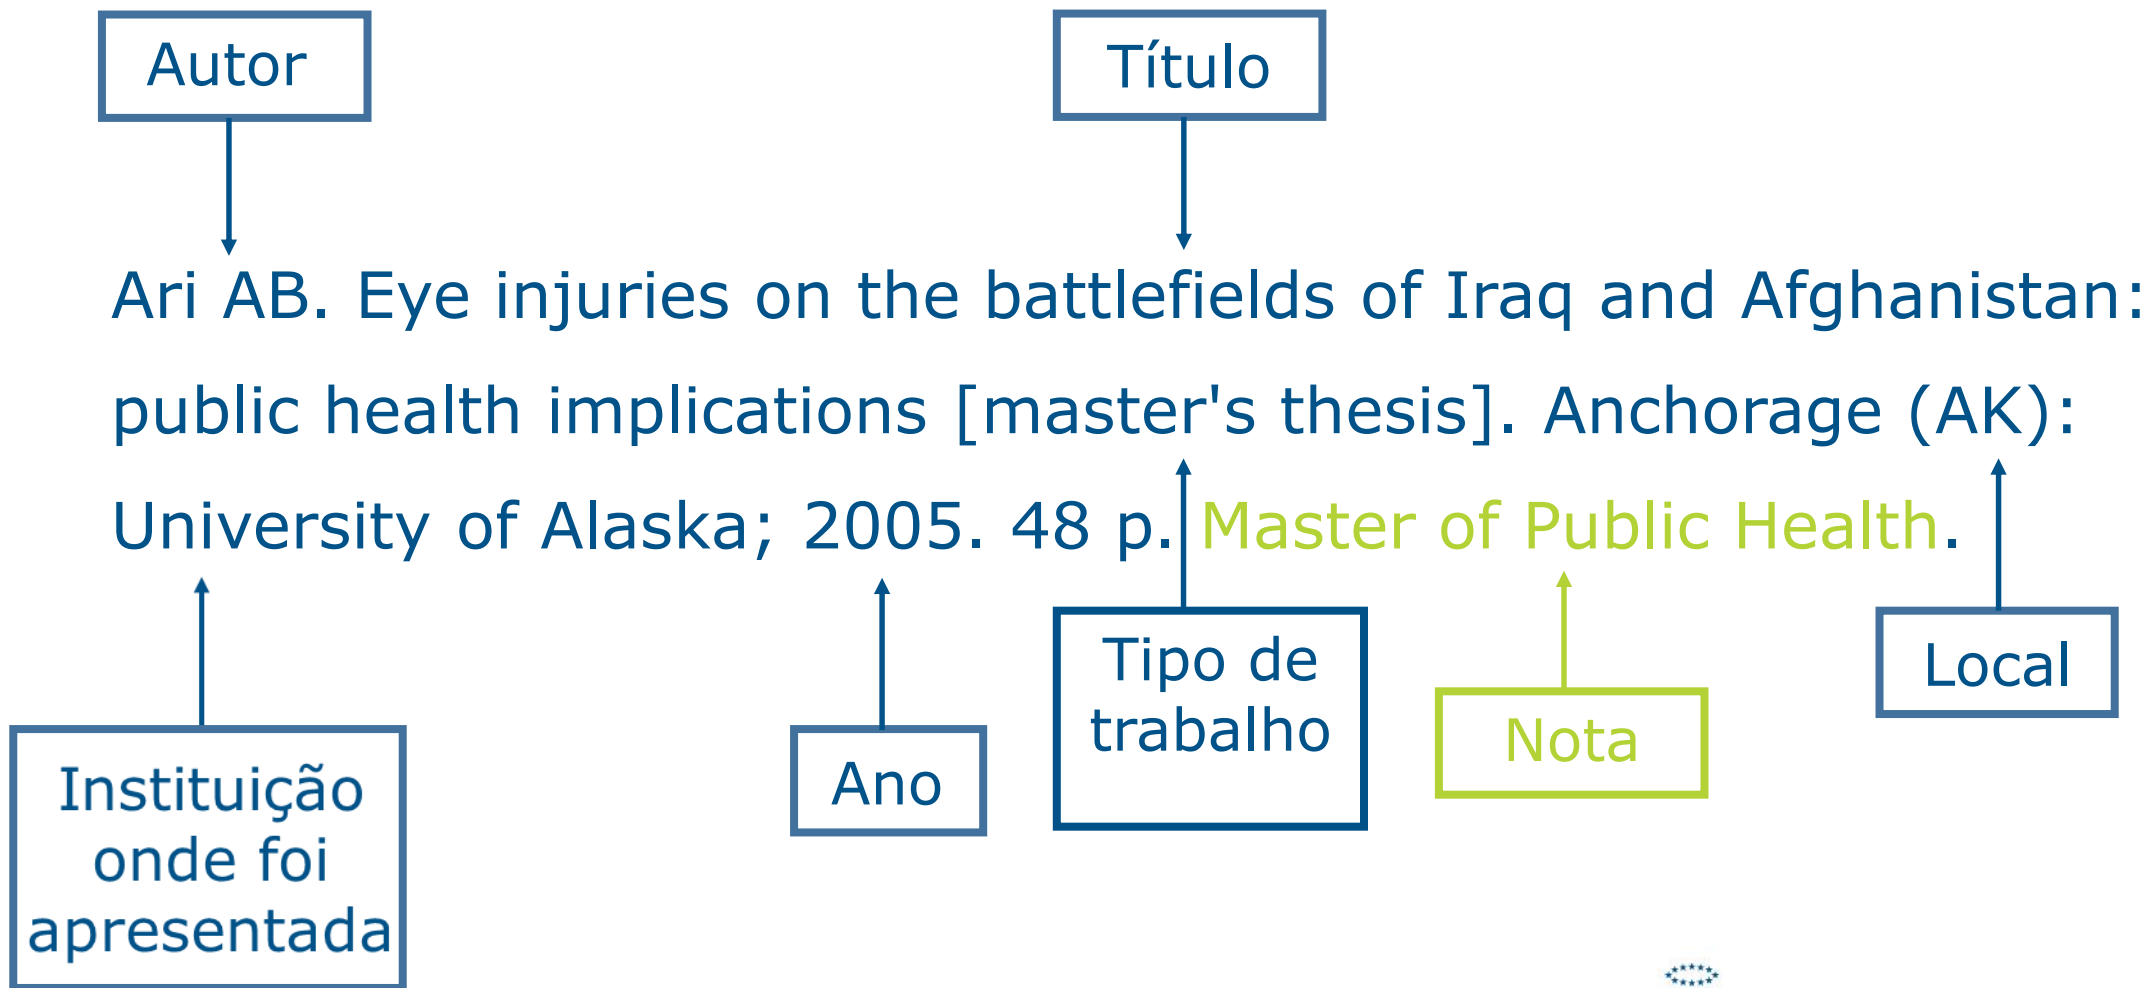 Autor
Título
Ari AB. Eye injuries on the battlefields of Iraq and Afghanistan:
public health implications [master's thesis]. Anchorage (AK):
University of Alaska; 2005. 48 p. Master of Public Health.
Instituição
onde foi
apresentada
Ano
Tipo de
trabalho
Nota
Local